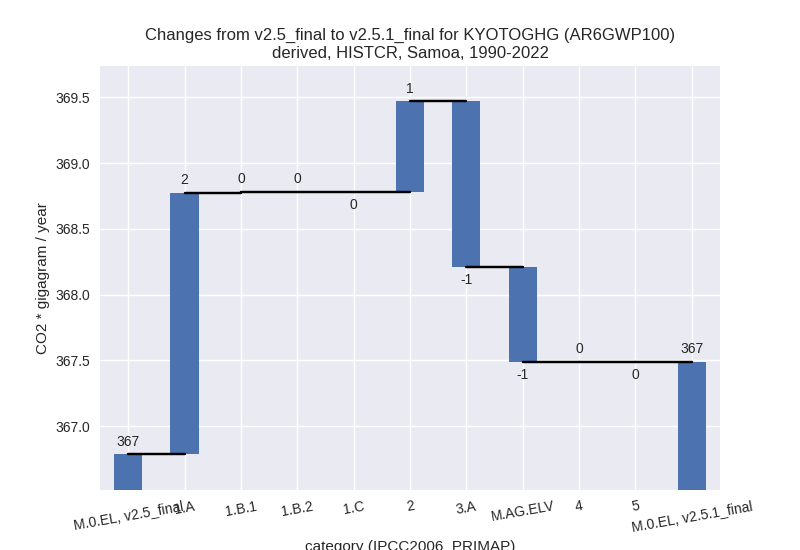 Changes from v2.5_final to v2.5.1_final for KYOTOGHG (AR6GWP100)
derived, HISTCR, Samoa, 1990-2022
CO2 * gigagram / year
369.5
369.0
368.5
368.0
367.5
367.0
367
2
0
0
0
1
-1
-1
0
0
367
M.0.EL, v2.5_final
1.A
1.B.1
1.B.2
1.C
2
3.A
M.AG.ELV
4
5
M.0.EL, v2.5.1_final
category (IPCC2006_PRIMAP)